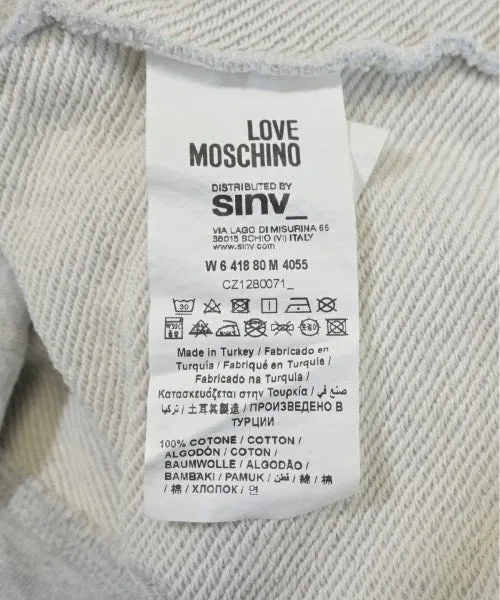 LOVE
MOSCHINO
DISTRIBUTED BY
sinv_
VIA LAGO DI MISURINA 65
36015 SCHIO (VI) ITALY
www.sinv.com
W 6 418 80 M 4055
CZ1280071_
30
Made in Turkey / Fabricado en
Turquía / Fabriqué en Turquie /
Fabricado na Turquia /
Κατασκευάζεται στην Τουρκία / صنع في
تركيا / 土耳其製造 / ПРОИЗВЕДЕНО В
ТУРЦИИ
100% COTONE / COTTON /
ALGODÓN / COTON /
BAUMWOLLE / ALGODÃO /
BAMBAKI / PAMUK / قطن / 綿 / 棉
/ 棉 / ХЛОПОК / 면